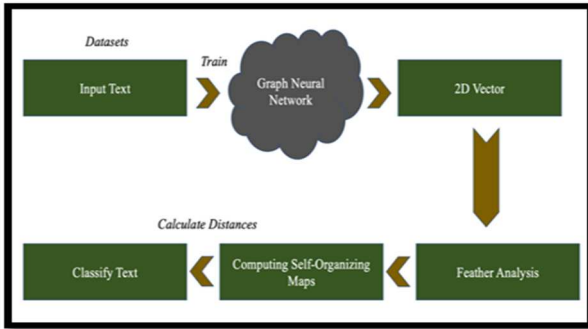 Datasets
Train
Input Text
Graph Neural
Network
2D Vector
Calculate Distances
Classify Text
Computing Self-Organizing
Maps
Feather Analysis